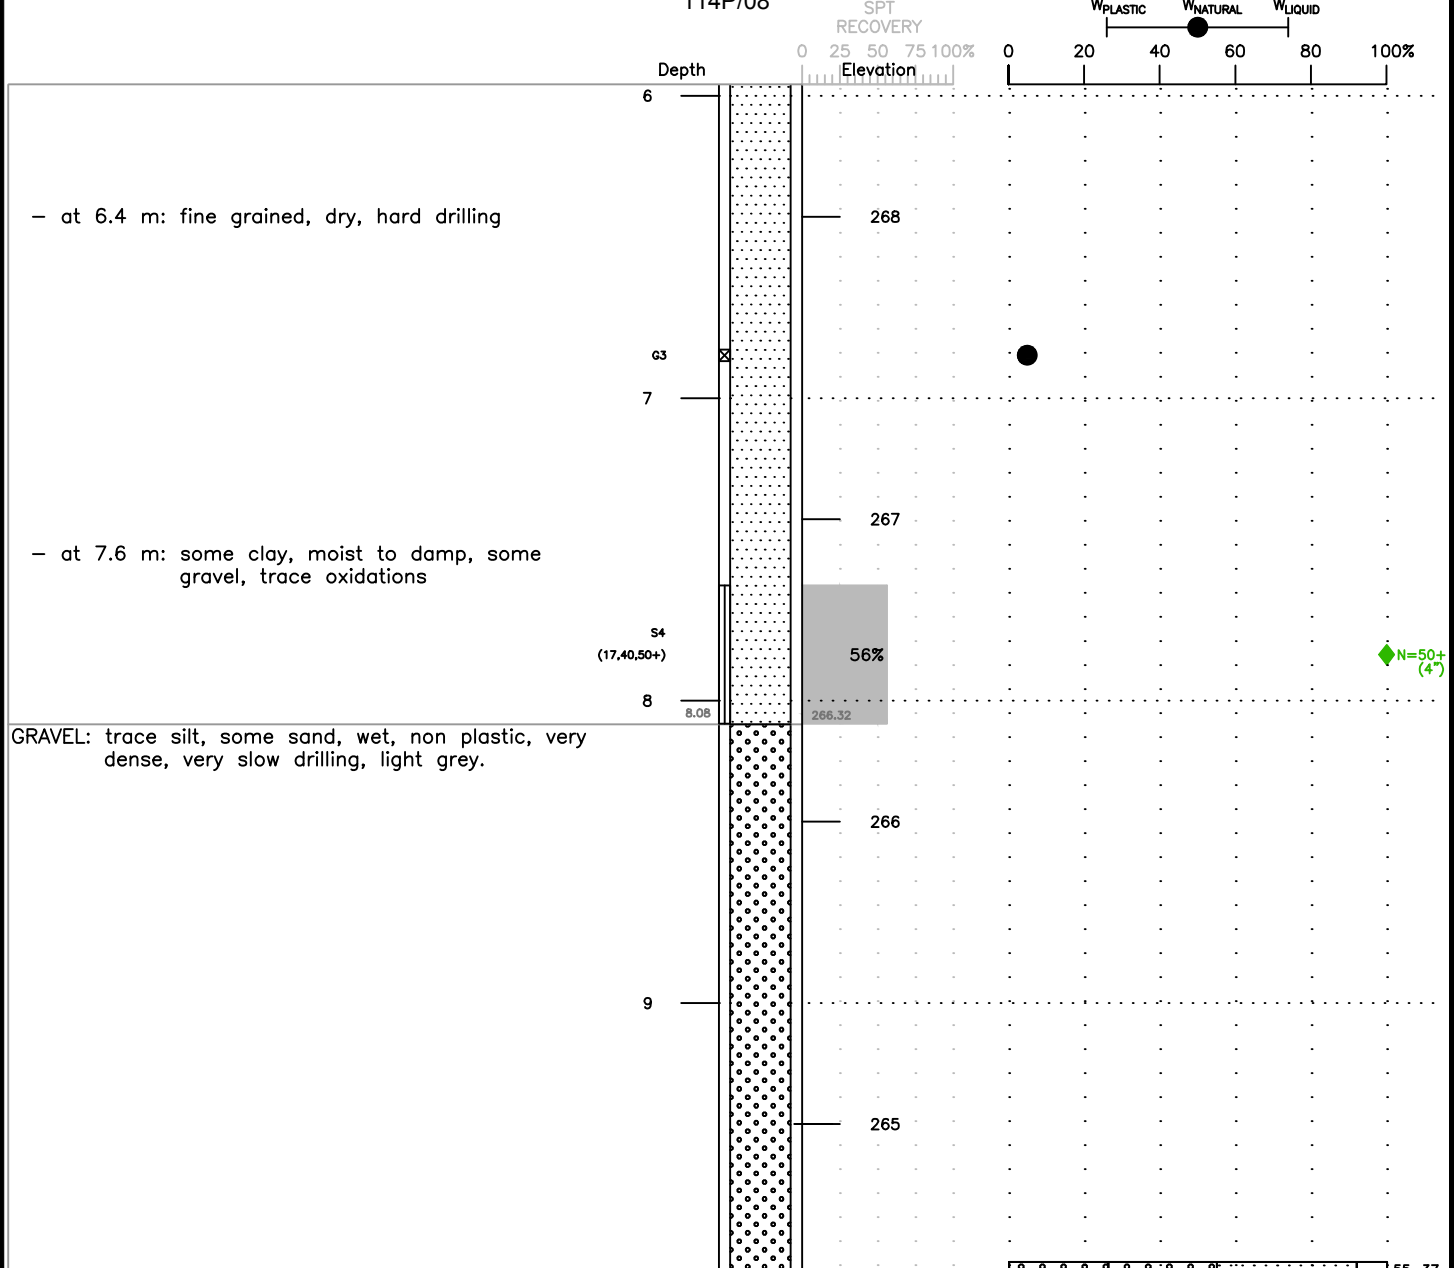 114P/08
SPT
RECOVERY
WPLASTIC WNATURAL WLIQUID
0 25 50 75 100%
0 20 40 60 80 100%
Depth
Elevation
6
– at 6.4 m: fine grained, dry, hard drilling
268
G3
7
267
– at 7.6 m: some clay, moist to damp, some
gravel, trace oxidations
S4
(17,40,50+)
56%
N=50+
(4")
8
8.08
266.32
GRAVEL: trace silt, some sand, wet, non plastic, very
dense, very slow drilling, light grey.
266
9
265